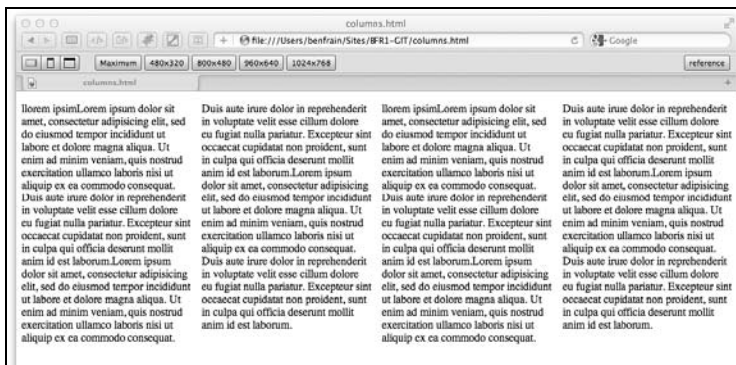 columns.html
file:///Users/benfrain/Sites/BFR1-GIT/columns.html
Google
Maximum 480x320 800x480 960x640 1024x768 reference
columns.html
llorem ipsimLorem ipsum dolor sit
amet, consectetur adipisicing elit, sed
do eiusmod tempor incididunt ut
labore et dolore magna aliqua. Ut
enim ad minim veniam, quis nostrud
exercitation ullamco laboris nisi ut
aliquip ex ea commodo consequat.
Duis aute irure dolor in reprehenderit
in voluptate velit esse cillum dolore
eu fugiat nulla pariatur. Excepteur sint
occaecat cupidatat non proident, sunt
in culpa qui officia deserunt mollit
anim id est laborum.Lorem ipsum
dolor sit amet, consectetur adipisicing
elit, sed do eiusmod tempor incididunt
ut labore et dolore magna aliqua. Ut
enim ad minim veniam, quis nostrud
exercitation ullamco laboris nisi ut
aliquip ex ea commodo consequat.
Duis aute irure dolor in reprehenderit
in voluptate velit esse cillum dolore
eu fugiat nulla pariatur. Excepteur sint
occaecat cupidatat non proident, sunt
in culpa qui officia deserunt mollit
anim id est laborum.Lorem ipsum
dolor sit amet, consectetur adipisicing
elit, sed do eiusmod tempor incididunt
ut labore et dolore magna aliqua. Ut
enim ad minim veniam, quis nostrud
exercitation ullamco laboris nisi ut
aliquip ex ea commodo consequat.
Duis aute irure dolor in reprehenderit
in voluptate velit esse cillum dolore
eu fugiat nulla pariatur. Excepteur sint
occaecat cupidatat non proident, sunt
in culpa qui officia deserunt mollit
anim id est laborum.
llorem ipsimLorem ipsum dolor sit
amet, consectetur adipisicing elit, sed
do eiusmod tempor incididunt ut
labore et dolore magna aliqua. Ut
enim ad minim veniam, quis nostrud
exercitation ullamco laboris nisi ut
aliquip ex ea commodo consequat.
Duis aute irure dolor in reprehenderit
in voluptate velit esse cillum dolore
eu fugiat nulla pariatur. Excepteur sint
occaecat cupidatat non proident, sunt
in culpa qui officia deserunt mollit
anim id est laborum.Lorem ipsum
dolor sit amet, consectetur adipisicing
elit, sed do eiusmod tempor incididunt
ut labore et dolore magna aliqua. Ut
enim ad minim veniam, quis nostrud
exercitation ullamco laboris nisi ut
aliquip ex ea commodo consequat.
Duis aute irure dolor in reprehenderit
in voluptate velit esse cillum dolore
eu fugiat nulla pariatur. Excepteur sint
occaecat cupidatat non proident, sunt
in culpa qui officia deserunt mollit
anim id est laborum.Lorem ipsum
dolor sit amet, consectetur adipisicing
elit, sed do eiusmod tempor incididunt
ut labore et dolore magna aliqua. Ut
enim ad minim veniam, quis nostrud
exercitation ullamco laboris nisi ut
aliquip ex ea commodo consequat.
Duis aute irure dolor in reprehenderit
in voluptate velit esse cillum dolore
eu fugiat nulla pariatur. Excepteur sint
occaecat cupidatat non proident, sunt
in culpa qui officia deserunt mollit
anim id est laborum.